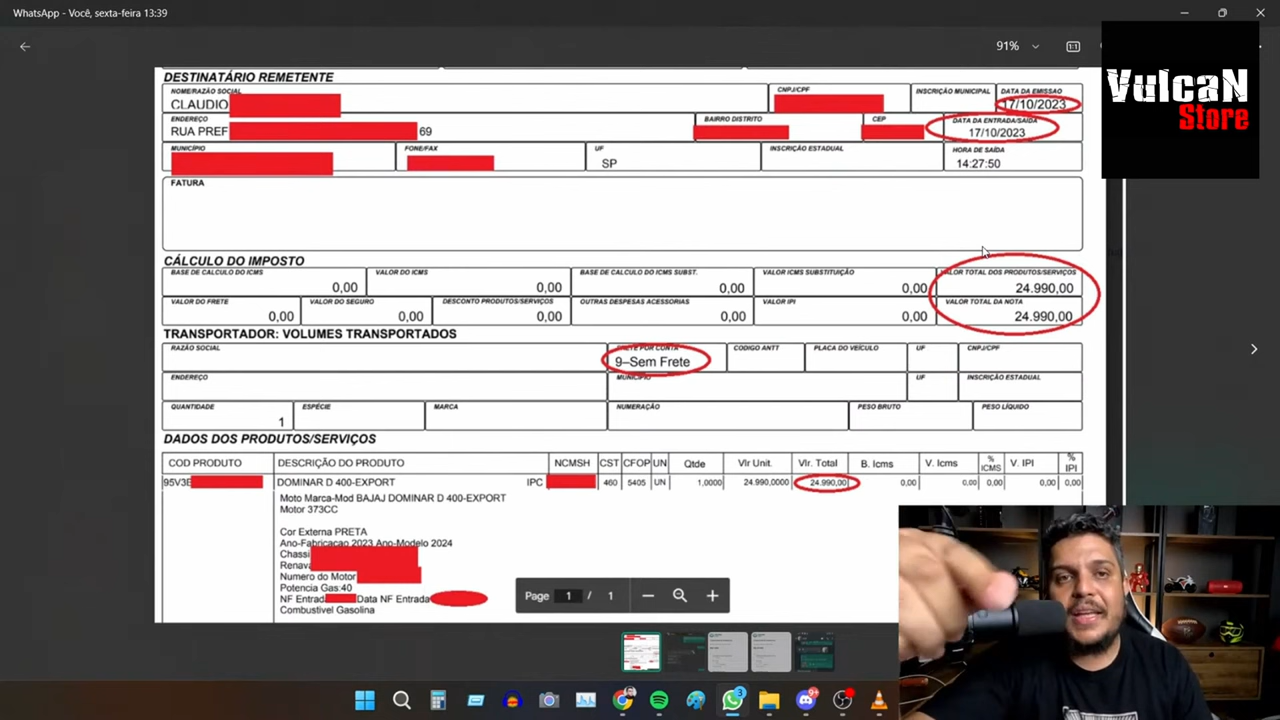 WhatsApp - Você, sexta-feira 13:39
91%
1:1
VulcaN
Store
DESTINATÁRIO REMETENTE
NOME/RAZÃO SOCIAL CNPJ/CPF INSCRIÇÃO MUNICIPAL DATA DA EMISSAO
CLAUDIO 17/10/2023
ENDEREÇO BAIRRO DISTRITO CEP DATA DA ENTRADA/SAÍDA
RUA PREF 69 17/10/2023
MUNICÍPIO FONE/FAX UF INSCRIÇÃO ESTADUAL HORA DE SAÍDA
SP 14:27:50
FATURA
CÁLCULO DO IMPOSTO
BASE DE CALCULO DO ICMS VALOR DO ICMS BASE DE CALCULO DO ICMS SUBST. VALOR ICMS SUBSTITUIÇÃO VALOR TOTAL DOS PRODUTOS/SERVIÇOS
0,00 0,00 0,00 0,00 24.990,00
VALOR DO FRETE VALOR DO SEGURO DESCONTO PRODUTOS/SERVIÇOS OUTRAS DESPESAS ACESSORIAS VALOR IPI VALOR TOTAL DA NOTA
0,00 0,00 0,00 0,00 0,00 24.990,00
TRANSPORTADOR: VOLUMES TRANSPORTADOS
RAZÃO SOCIAL FRETE POR CONTA CODIGO ANTT PLACA DO VEÍCULO UF CNPJ/CPF
9–Sem Frete
ENDEREÇO MUNICÍPIO UF INSCRIÇÃO ESTADUAL
QUANTIDADE ESPÉCIE MARCA NUMERAÇÃO PESO BRUTO PESO LÍQUIDO
1
DADOS DOS PRODUTOS/SERVIÇOS
COD PRODUTO DESCRIÇÃO DO PRODUTO NCMSH CST CFOP UN Qtde Vlr Unit. Vlr. Total B. Icms V. Icms % ICMS V. IPI % IPI
95V3E DOMINAR D 400-EXPORT IPC 460 5405 UN 1,0000 24.990,0000 24.990,00 0,00 0,00 0,00 0,00 0,00
Moto Marca-Mod BAJAJ DOMINAR D 400-EXPORT
Motor 373CC
Cor Externa PRETA
Ano-Fabricacao 2023 Ano-Modelo 2024
Chassi
Renava
Numero do Motor
Potencia Gas:40
NF Entrad Data NF Entrada
Combustivel Gasolina
Page 1 / 1